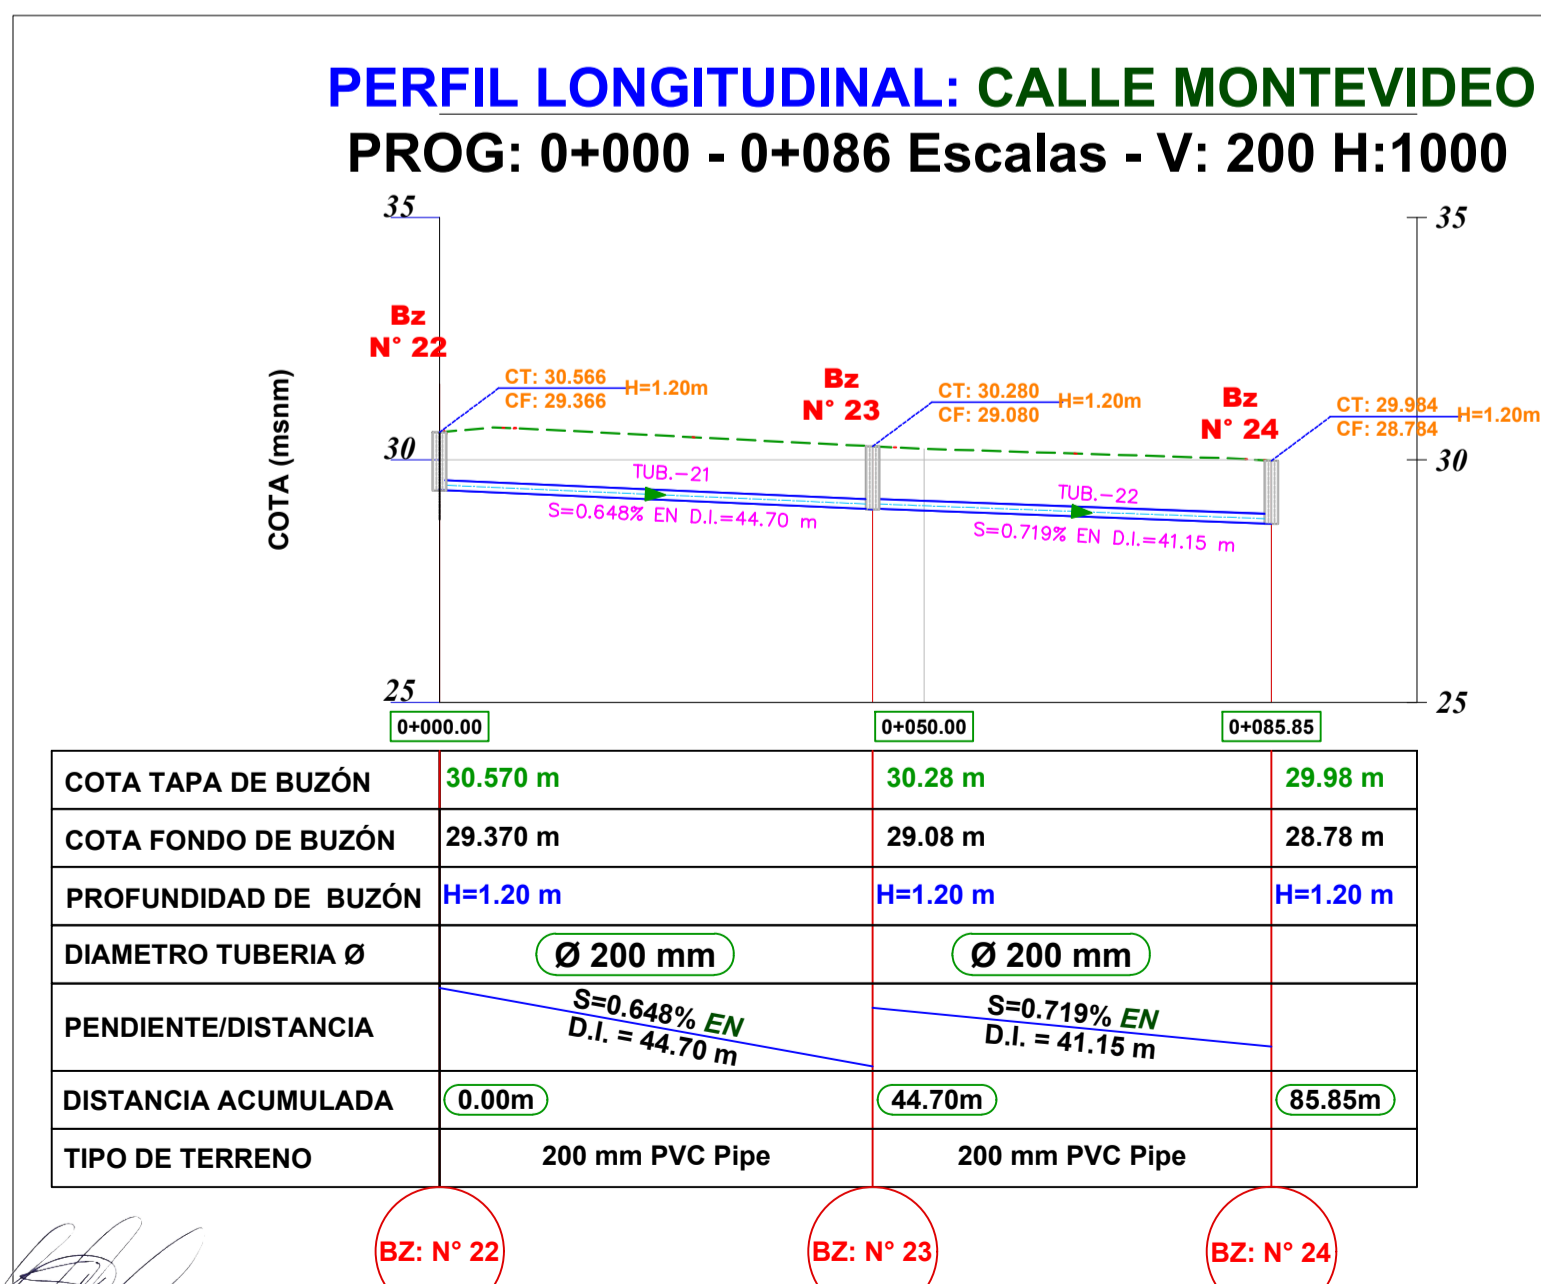 PERFIL LONGITUDINAL: CALLE MONTEVIDEO
PROG: 0+000 - 0+086 Escalas - V: 200 H:1000
35
35
Bz
N° 22
CT: 30.566
CF: 29.366
H=1.20m
Bz
N° 23
CT: 30.280
CF: 29.080
H=1.20m
Bz
N° 24
CT: 29.984
CF: 28.784
H=1.20m
COTA (msnm)
30
30
TUB.-21
S=0.648% EN D.I.=44.70 m
TUB.-22
S=0.719% EN D.I.=41.15 m
25
25
0+000.00
0+050.00
0+085.85
COTA TAPA DE BUZÓN 30.570 m 30.28 m 29.98 m
COTA FONDO DE BUZÓN 29.370 m 29.08 m 28.78 m
PROFUNDIDAD DE BUZÓN H=1.20 m H=1.20 m H=1.20 m
DIAMETRO TUBERIA Ø Ø 200 mm Ø 200 mm
PENDIENTE/DISTANCIA
S=0.648% EN
D.I. = 44.70 m
S=0.719% EN
D.I. = 41.15 m
DISTANCIA ACUMULADA 0.00m 44.70m 85.85m
TIPO DE TERRENO 200 mm PVC Pipe 200 mm PVC Pipe
BZ: N° 22
BZ: N° 23
BZ: N° 24